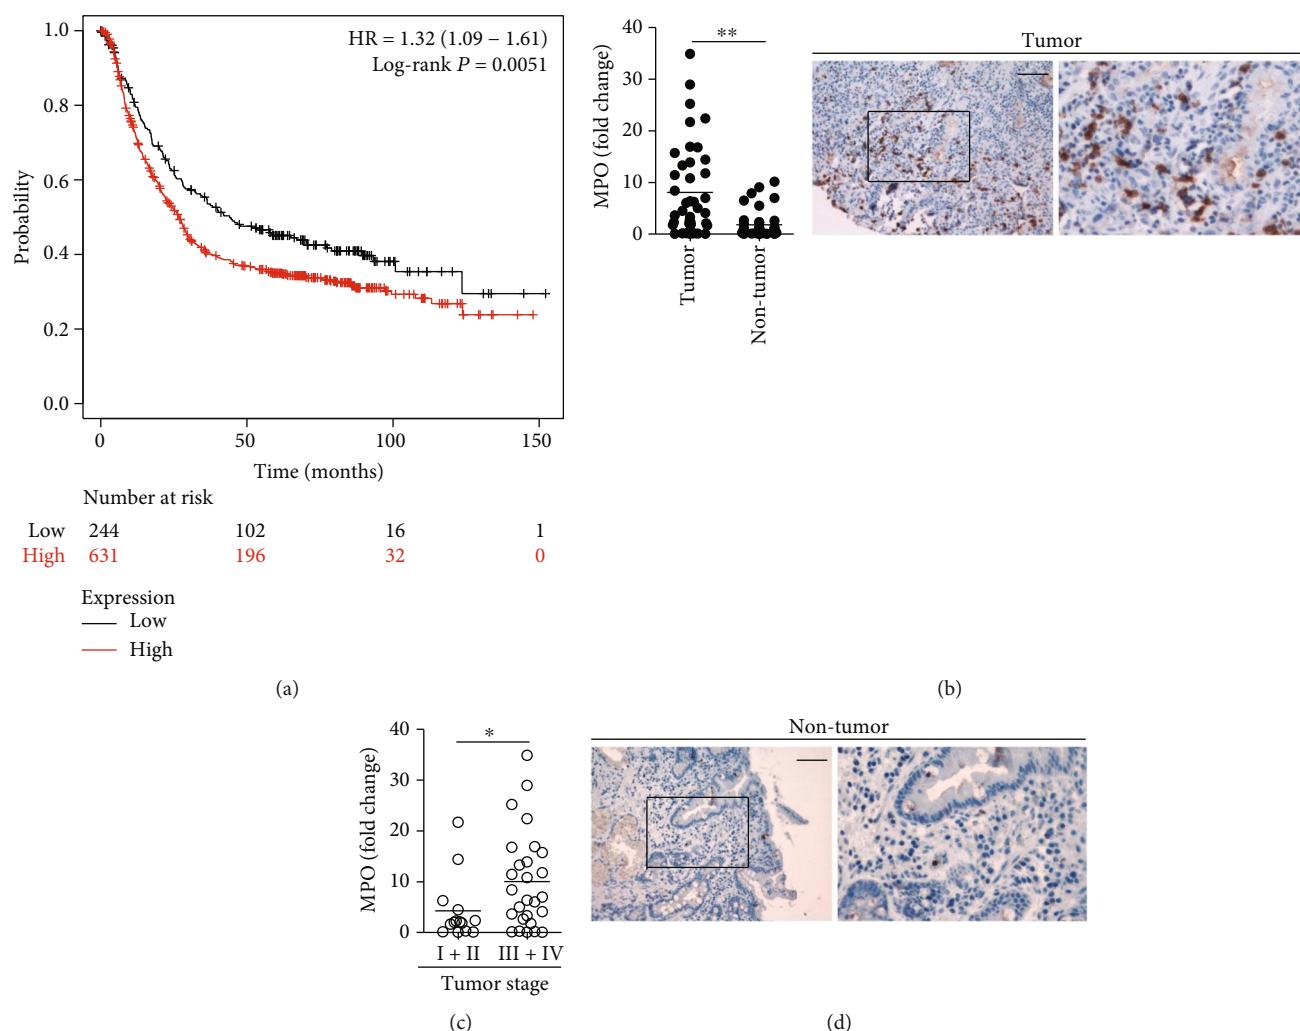 1.0
0.8
0.6
0.4
0.2
0.0
Probability
HR = 1.32 (1.09 − 1.61)
Log-rank P = 0.0051
0 50 100 150
Time (months)
Number at risk
Low 244 102 16 1
High 631 196 32 0
Expression
Low
High
(a)
40
30
20
10
0
MPO (fold change)
**
Tumor
Non-tumor
Tumor
(b)
40
30
20
10
0
MPO (fold change)
*
I + II III + IV
Tumor stage
(c)
Non-tumor
(d)